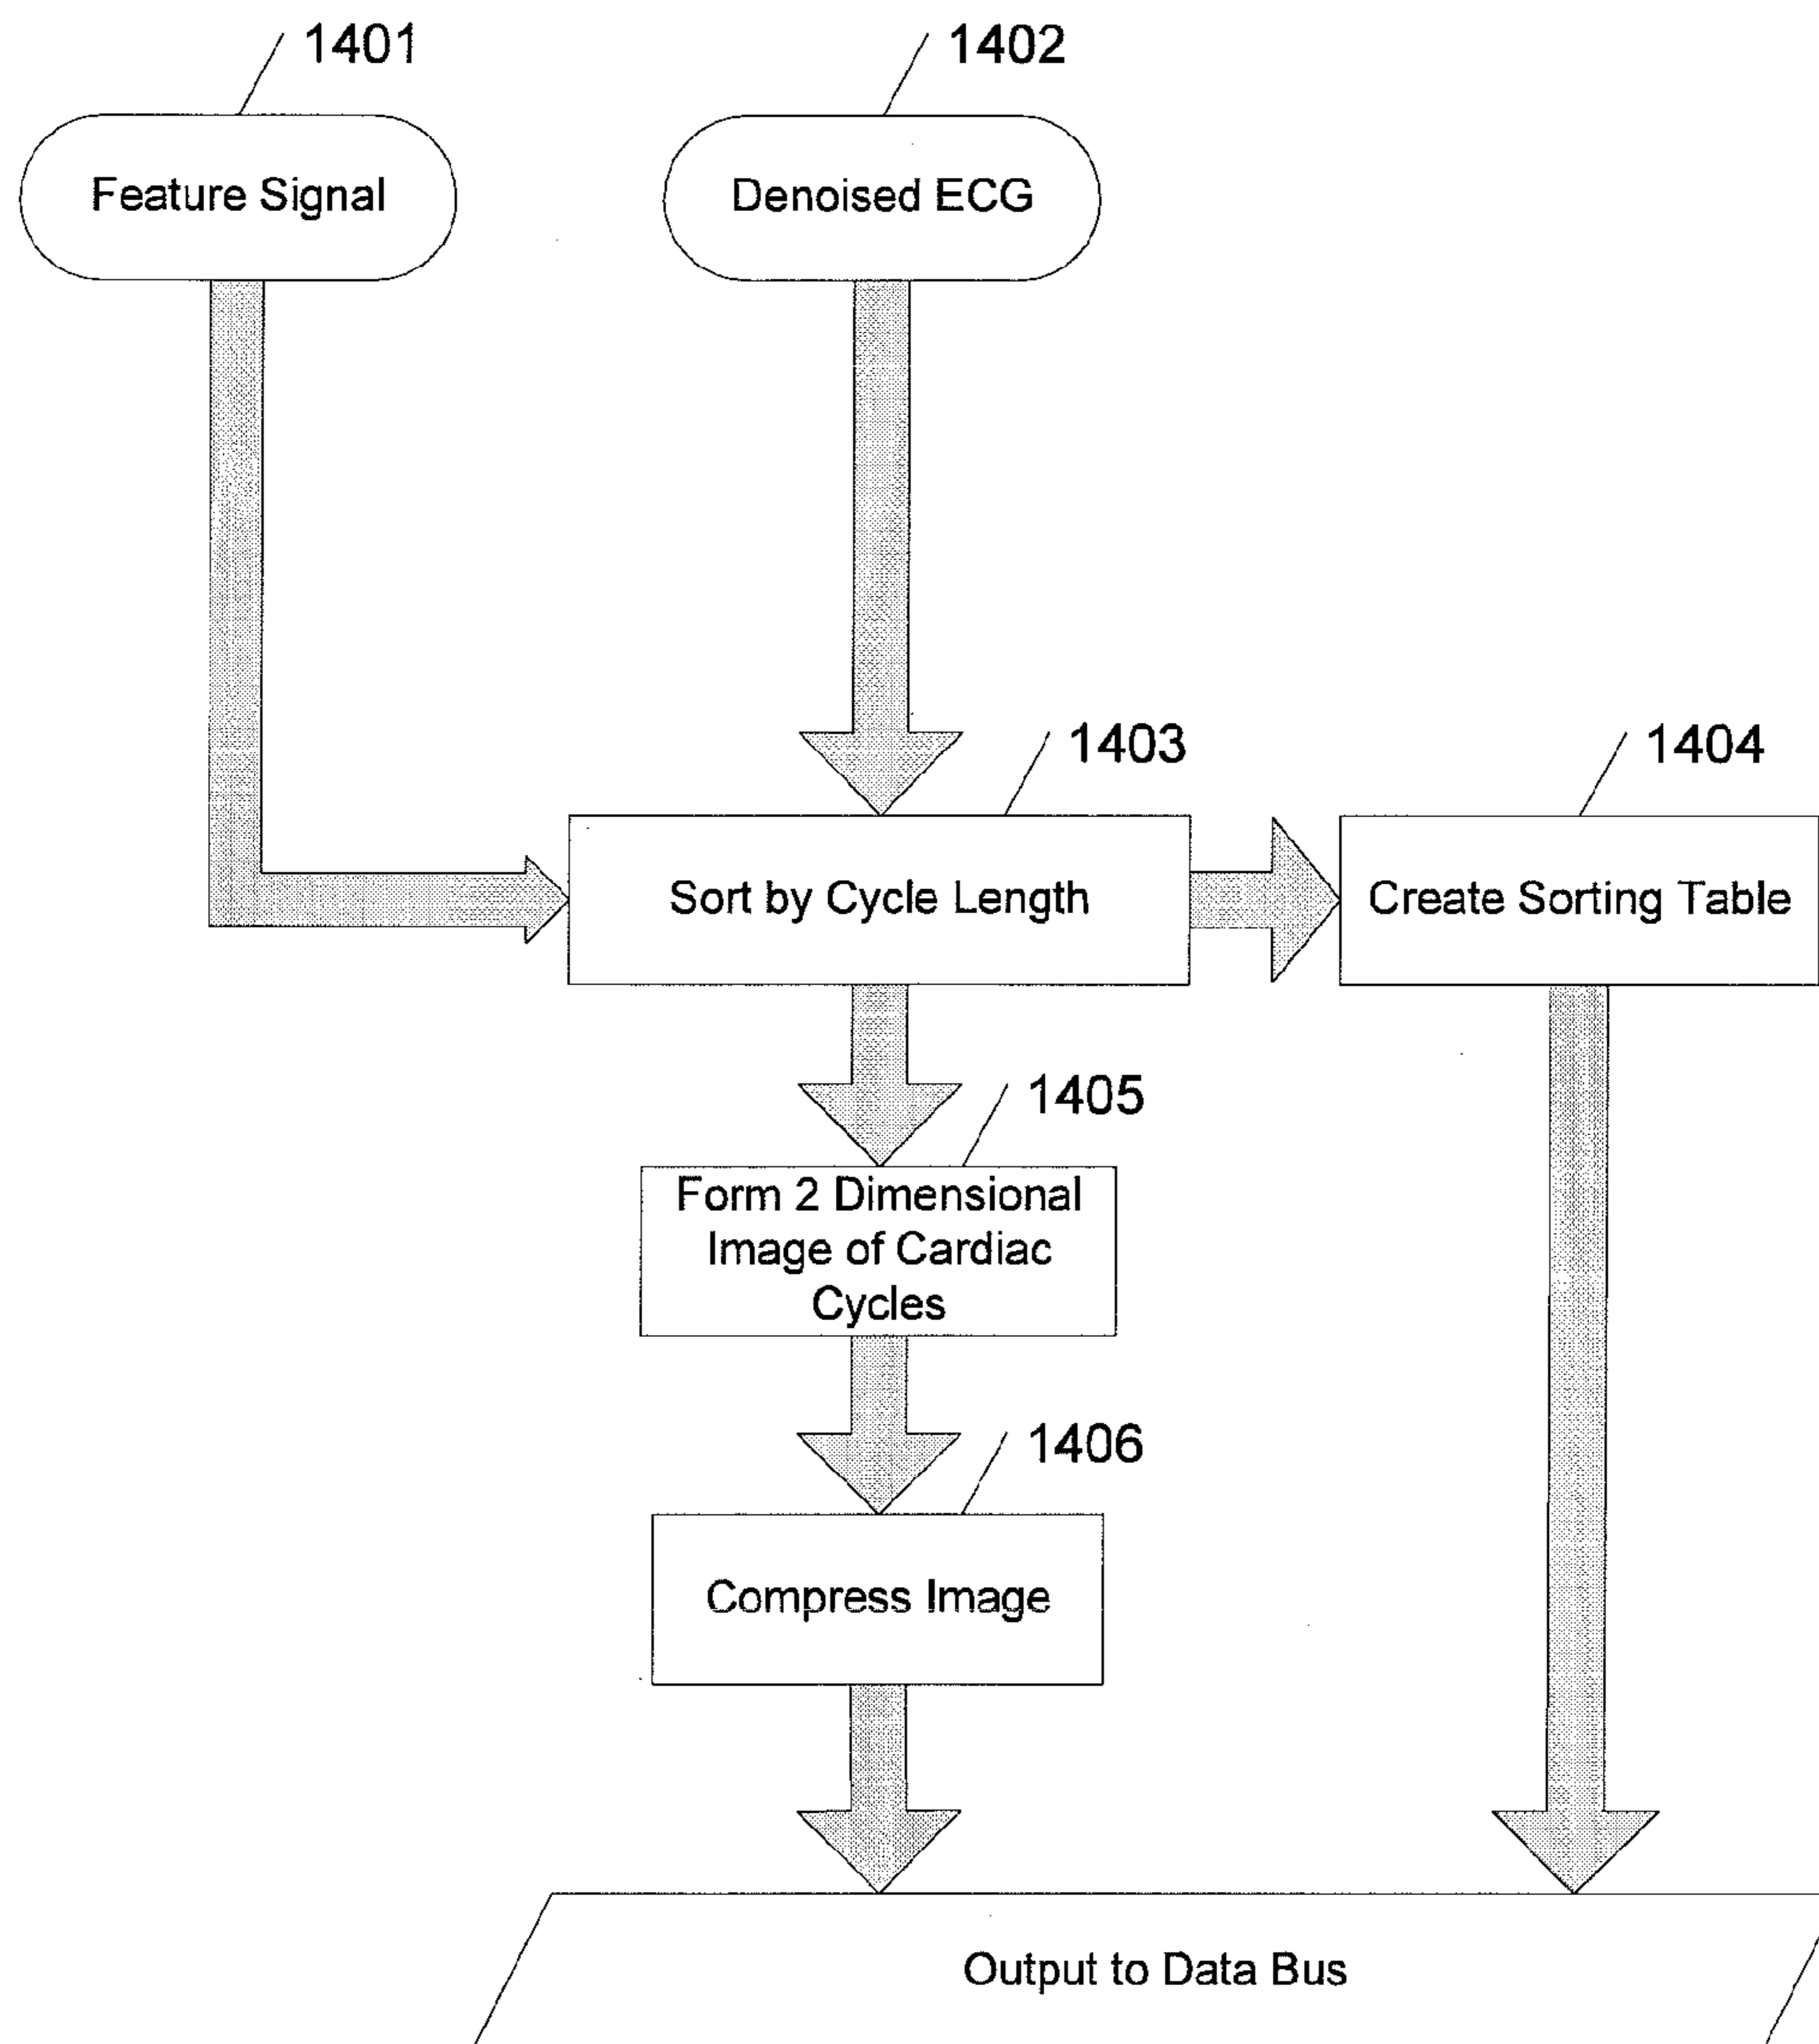 1401
1402
Feature Signal
Denoised ECG
1403
1404
Sort by Cycle Length
Create Sorting Table
1405
Form 2 Dimensional
Image of Cardiac
Cycles
1406
Compress Image
Output to Data Bus